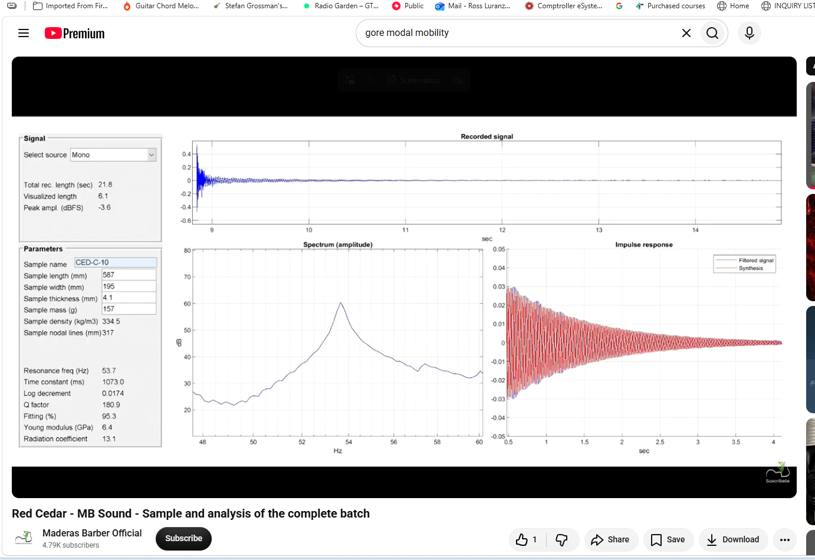 Imported From Fir...
Guitar Chord Melo...
Stefan Grossman's...
Radio Garden – GT...
Public
Mail - Ross Luranz...
Comptroller eSyste...
Purchased courses
Home
INQUIRY LIST
Premium
gore modal mobility
Signal
Select source Mono
Total rec. length (sec) 21.8
Visualized length 6.1
Peak ampl. (dBFS) -3.6
Recorded signal
0.4
0.2
0
-0.2
-0.4
-0.6
9 10 11 12 13 14
sec
Parameters
Sample name CED-C-10
Sample length (mm) 587
Sample width (mm) 195
Sample thickness (mm) 4.1
Sample mass (g) 157
Sample density (kg/m3) 334.5
Sample nodal lines (mm) 317
Resonance freq (Hz) 53.7
Time constant (ms) 1073.0
Log decrement 0.0174
Q factor 180.9
Fitting (%) 95.3
Young modulus (GPa) 6.4
Radiation coefficient 13.1
Spectrum (amplitude)
80
70
60
50
40
30
20
dB
48 50 52 54 56 58 60
Hz
Impulse response
Filtered signal
Synthesis
0.05
0.04
0.03
0.02
0.01
0
-0.01
-0.02
-0.03
-0.04
-0.05
0.5 1 1.5 2 2.5 3 3.5 4
sec
Suscríbete
Red Cedar - MB Sound - Sample and analysis of the complete batch
Maderas Barber Official
4.79K subscribers
Subscribe
1
Share
Save
Download